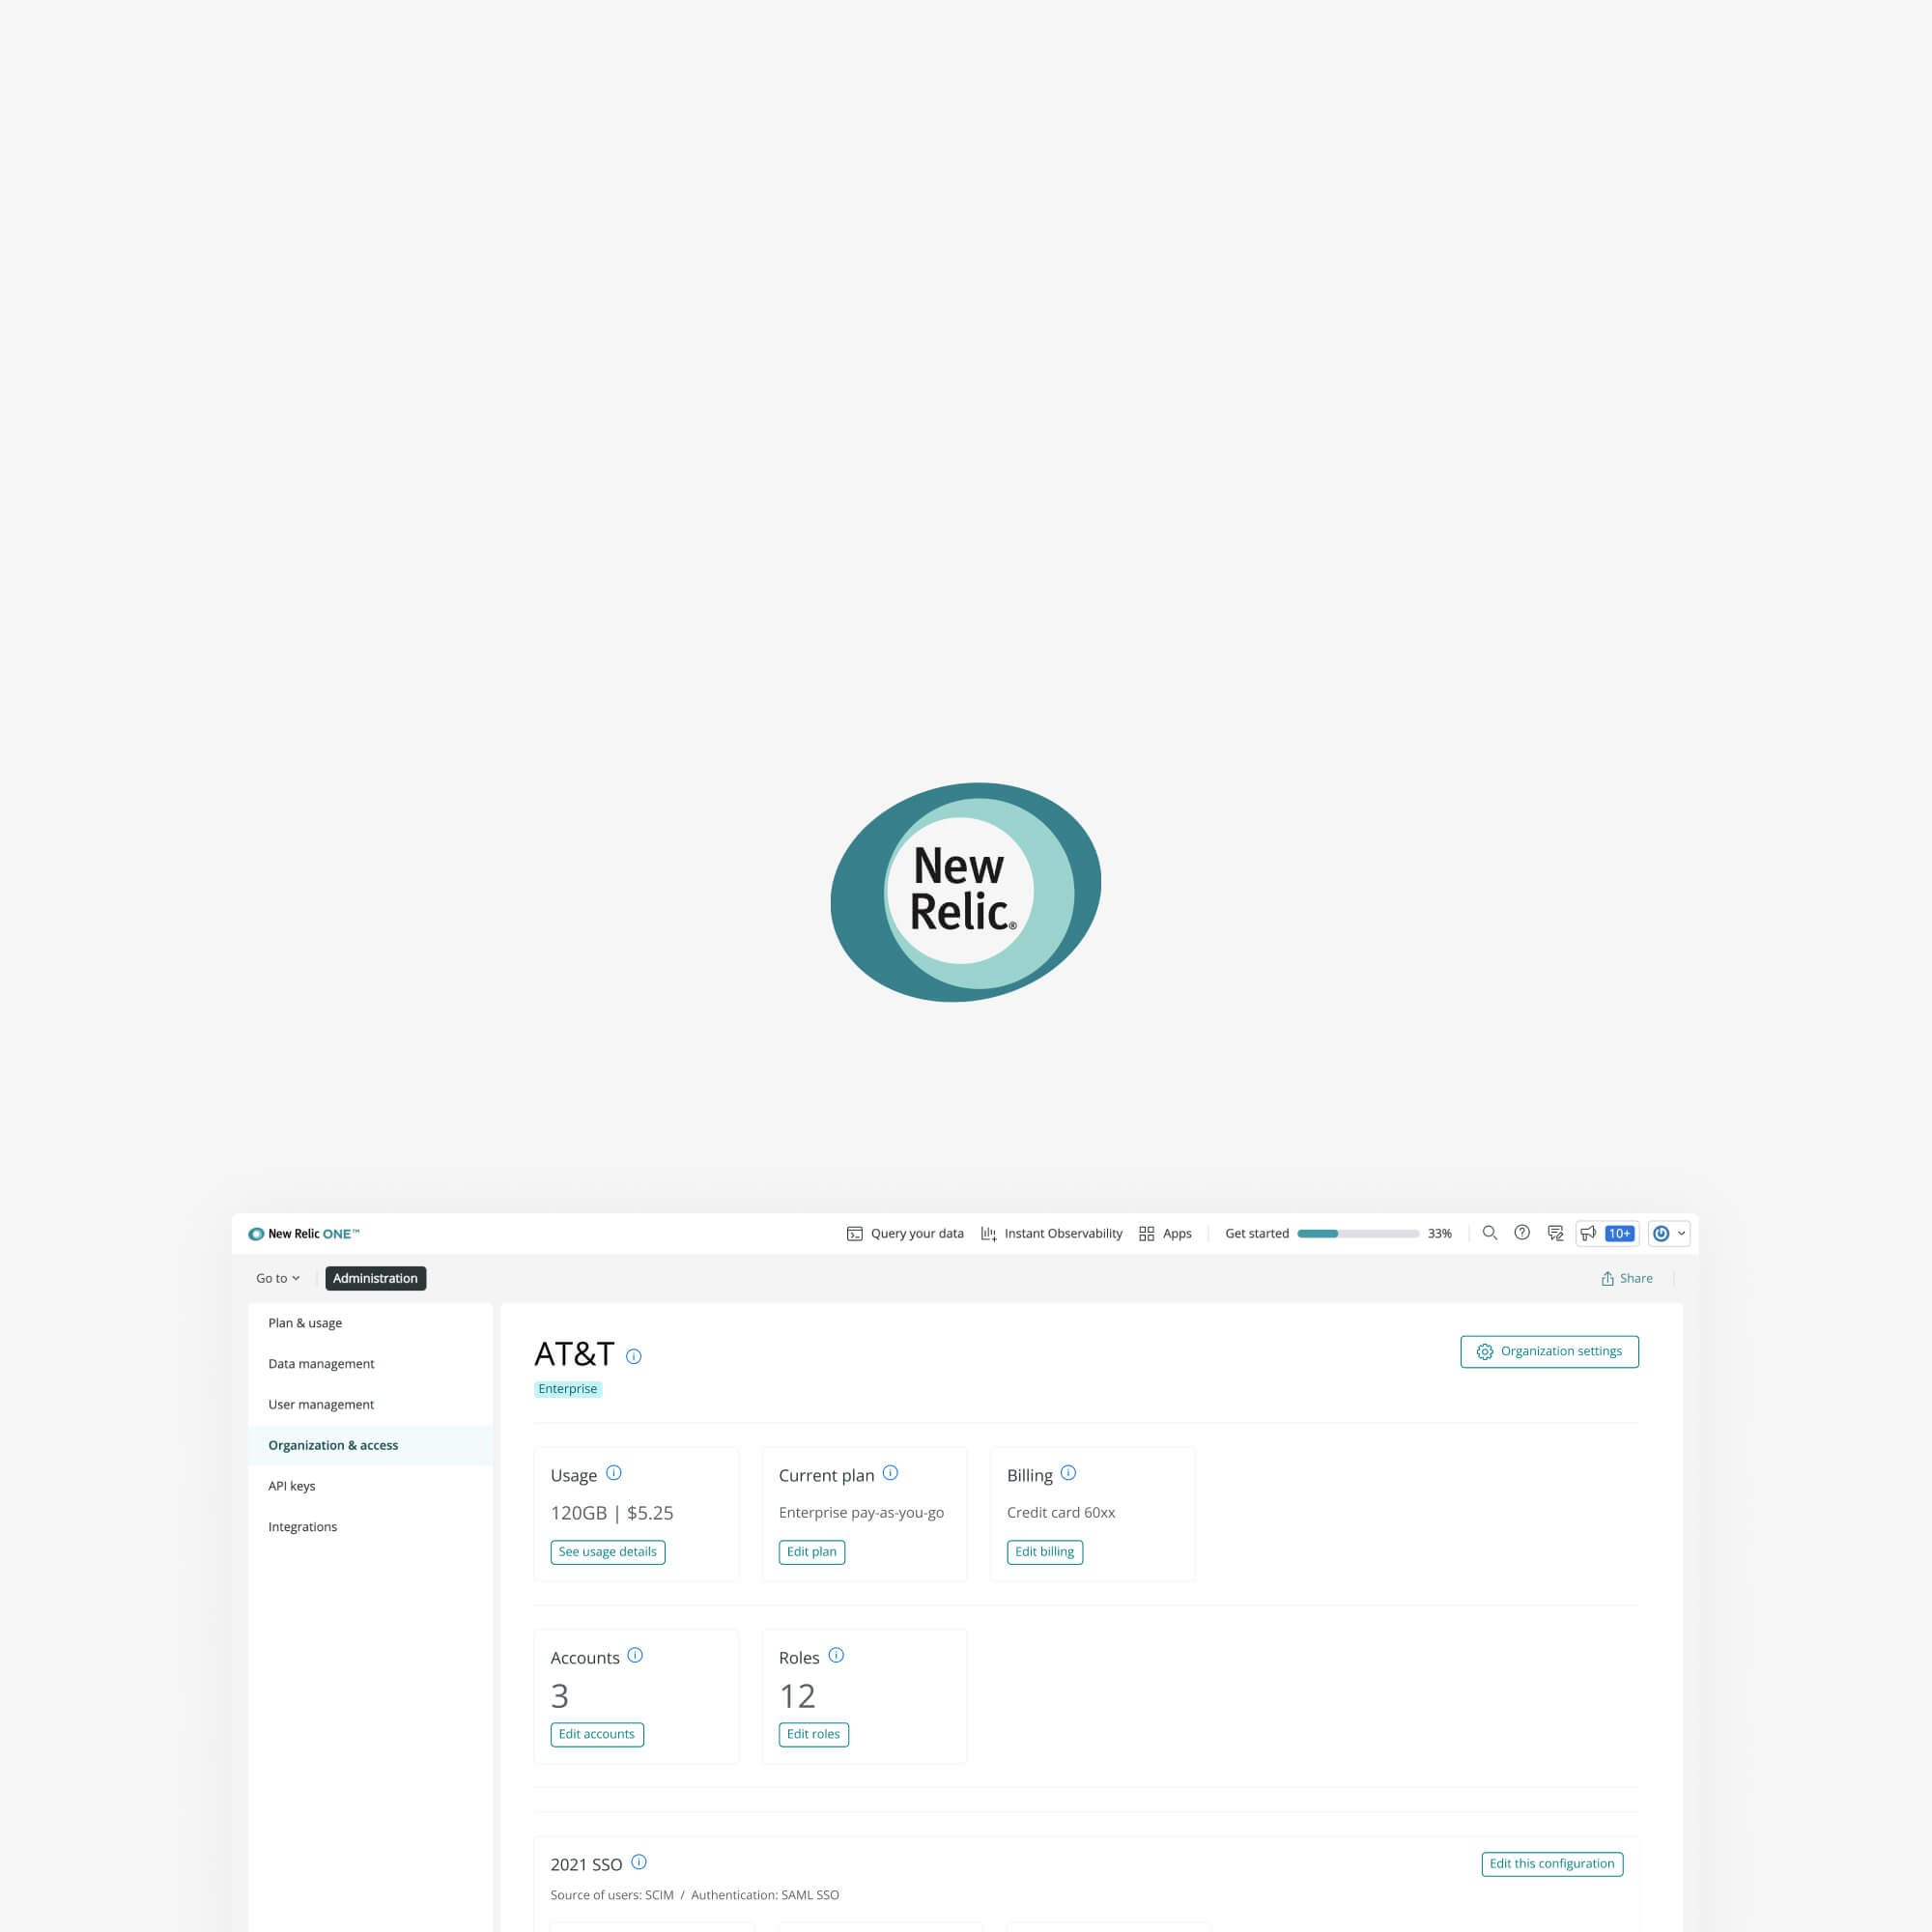 New
Relic®
New Relic ONE™ Query your data Instant Observability Apps Get started 33% 10+
Go to Administration Share
Plan & usage
Data management
User management
Organization & access
API keys
Integrations
AT&T
Organization settings
Enterprise
Usage
120GB | $5.25
See usage details
Current plan
Enterprise pay-as-you-go
Edit plan
Billing
Credit card 60xx
Edit billing
Accounts
3
Edit accounts
Roles
12
Edit roles
2021 SSO
Edit this configuration
Source of users: SCIM / Authentication: SAML SSO